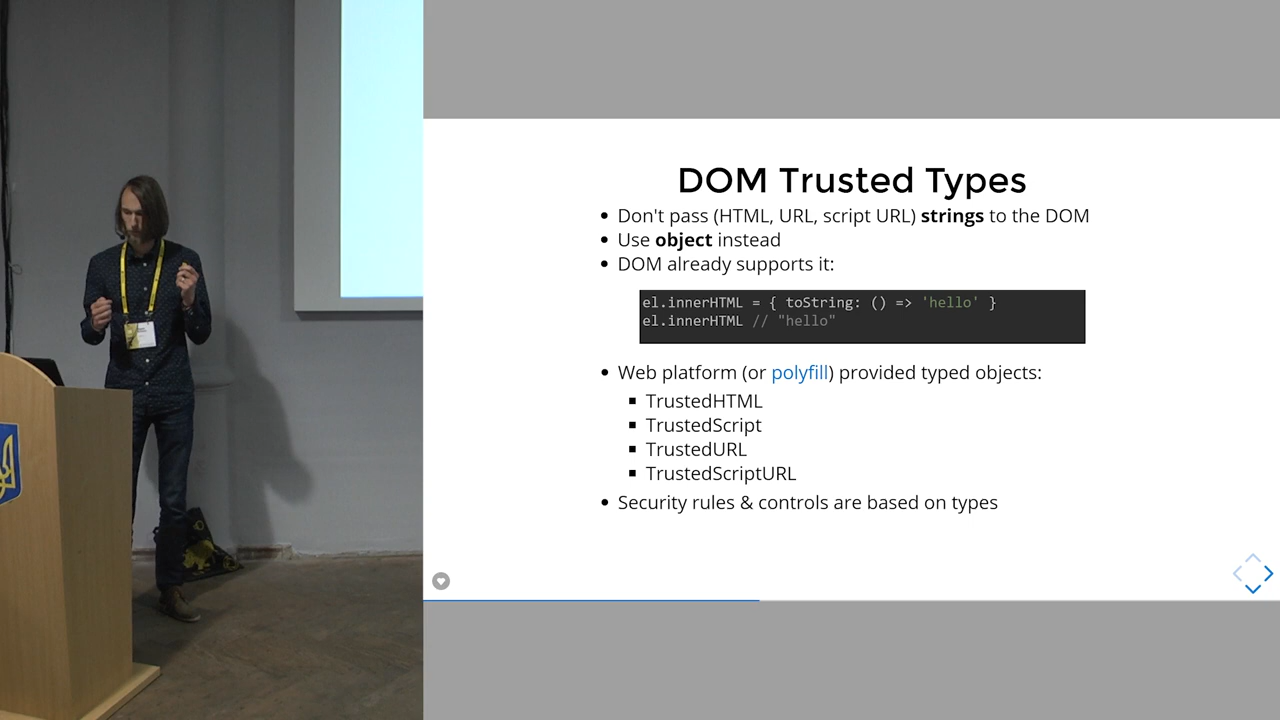 DOM Trusted Types
Don't pass (HTML, URL, script URL) strings to the DOM
Use object instead
DOM already supports it:
el.innerHTML = { toString: () => 'hello' }
el.innerHTML // "hello"
Web platform (or polyfill) provided typed objects:
TrustedHTML
TrustedScript
TrustedURL
TrustedScriptURL
Security rules & controls are based on types